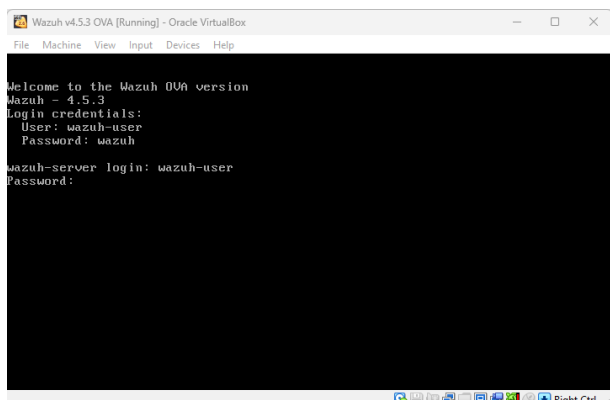 Wazuh v4.5.3 OVA [Running] - Oracle VirtualBox
File Machine View Input Devices Help
Welcome to the Wazuh OVA version
Wazuh - 4.5.3
Login credentials:
User: wazuh-user
Password: wazuh
wazuh-server login: wazuh-user
Password:
Right Ctrl